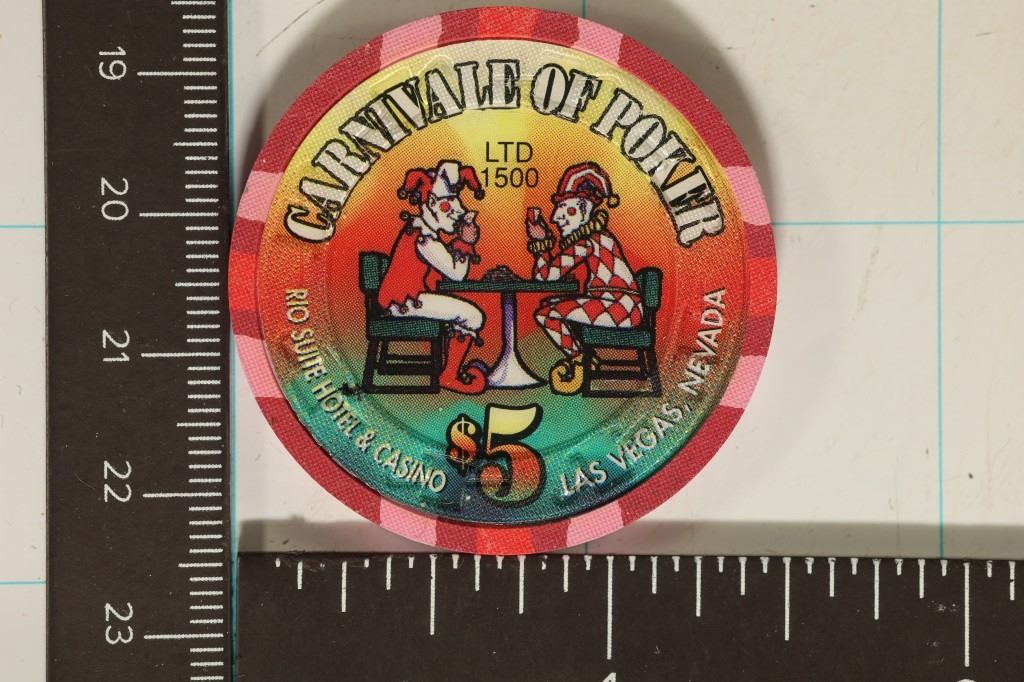 CARNIVALE OF POKER
LTD
1500
RIO SUITE HOTEL & CASINO
$5
LAS VEGAS, NEVADA
19
20
21
22
23